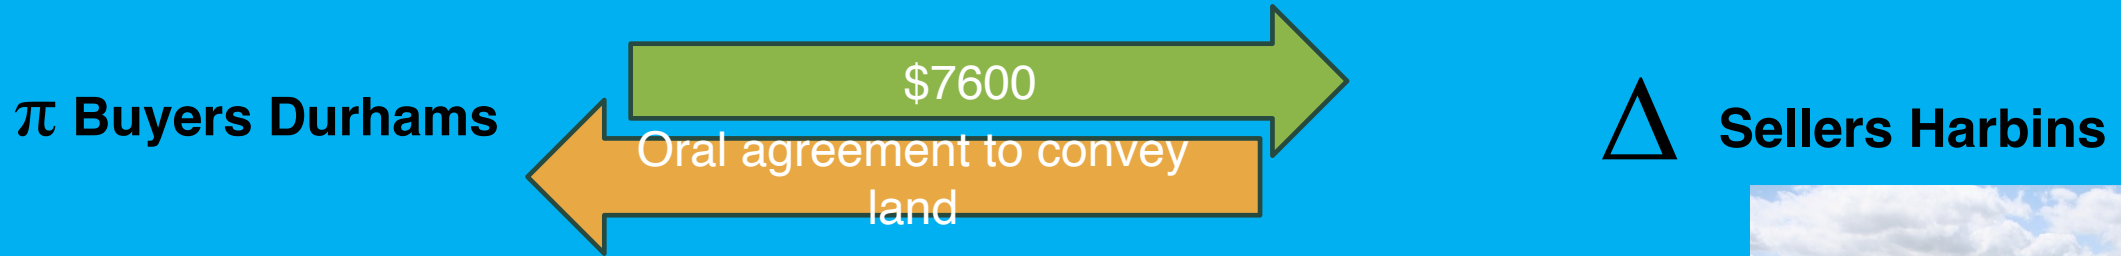 π Buyers Durhams
$7600
Oral agreement to convey
land
Δ Sellers Harbins